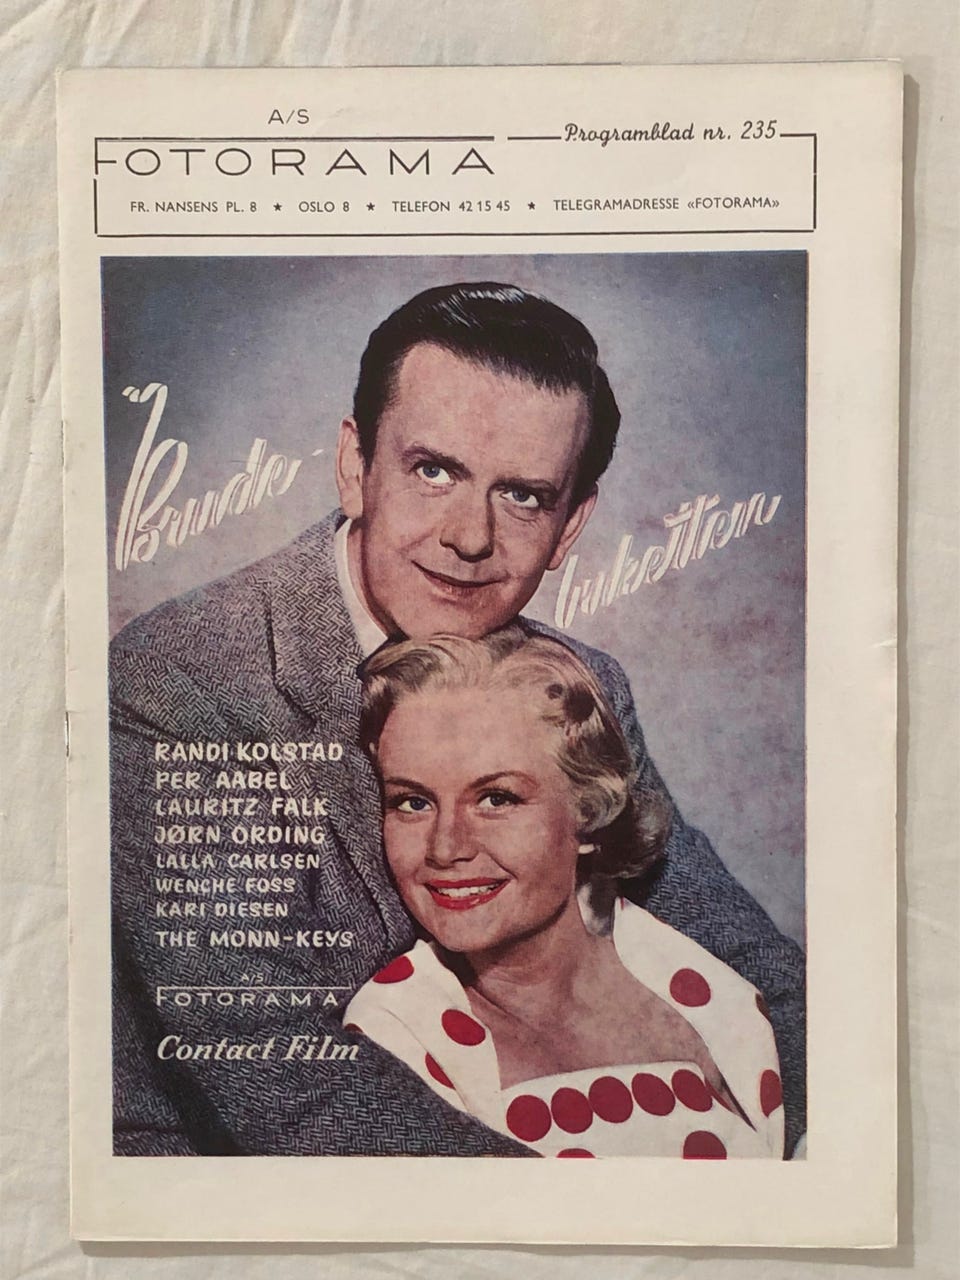 A/S
FOTORAMA
Programblad nr. 235
FR. NANSENS PL. 8 ★ OSLO 8 ★ TELEFON 42 15 45 ★ TELEGRAMADRESSE «FOTORAMA»
Brude-
buketten
RANDI KOLSTAD
PER AABEL
LAURITZ FALK
JØRN ORDING
LALLA CARLSEN
WENCHE FOSS
KARI DIESEN
THE MONN-KEYS
A/S
FOTORAMA
Contact Film